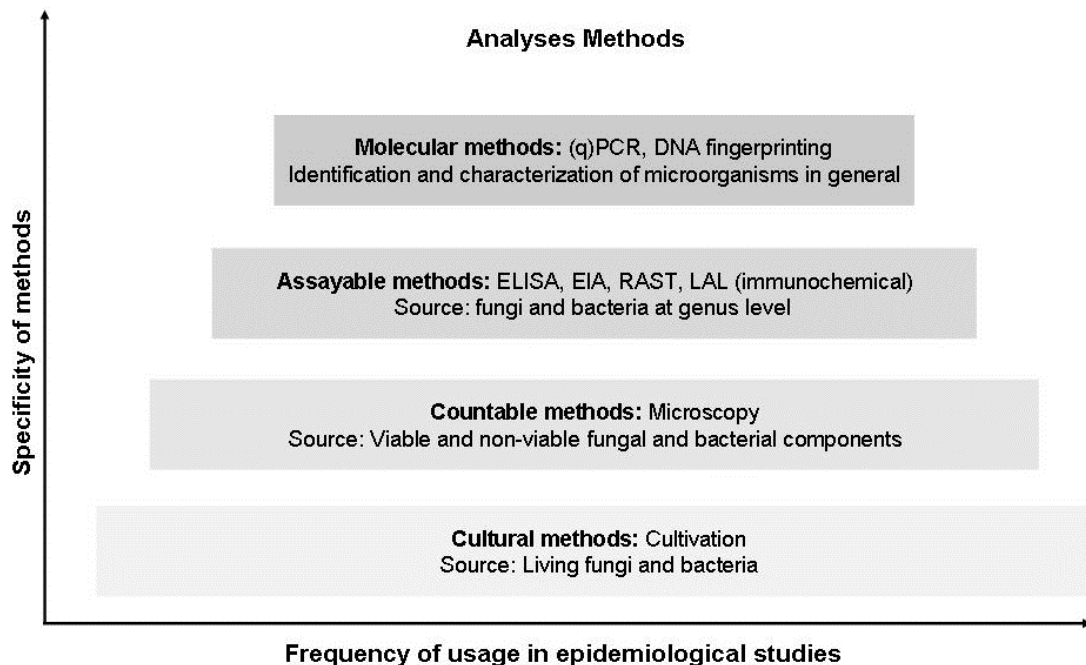 Analyses Methods
Molecular methods: (q)PCR, DNA fingerprinting
Identification and characterization of microorganisms in general
Assayable methods: ELISA, EIA, RAST, LAL (immunochemical)
Source: fungi and bacteria at genus level
Countable methods: Microscopy
Source: Viable and non-viable fungal and bacterial components
Cultural methods: Cultivation
Source: Living fungi and bacteria
Specificity of methods
Frequency of usage in epidemiological studies